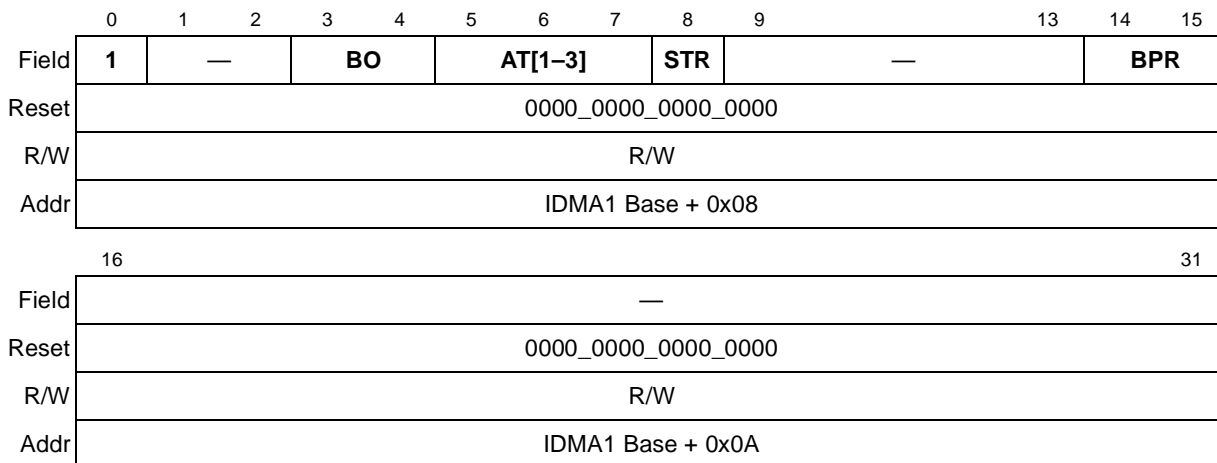 0 1 2 3 4 5 6 7 8 9 13 14 15
Field 1 — BO AT[1–3] STR — BPR
Reset 0000_0000_0000_0000
R/W R/W
Addr IDMA1 Base + 0x08
16 31
Field —
Reset 0000_0000_0000_0000
R/W R/W
Addr IDMA1 Base + 0x0A